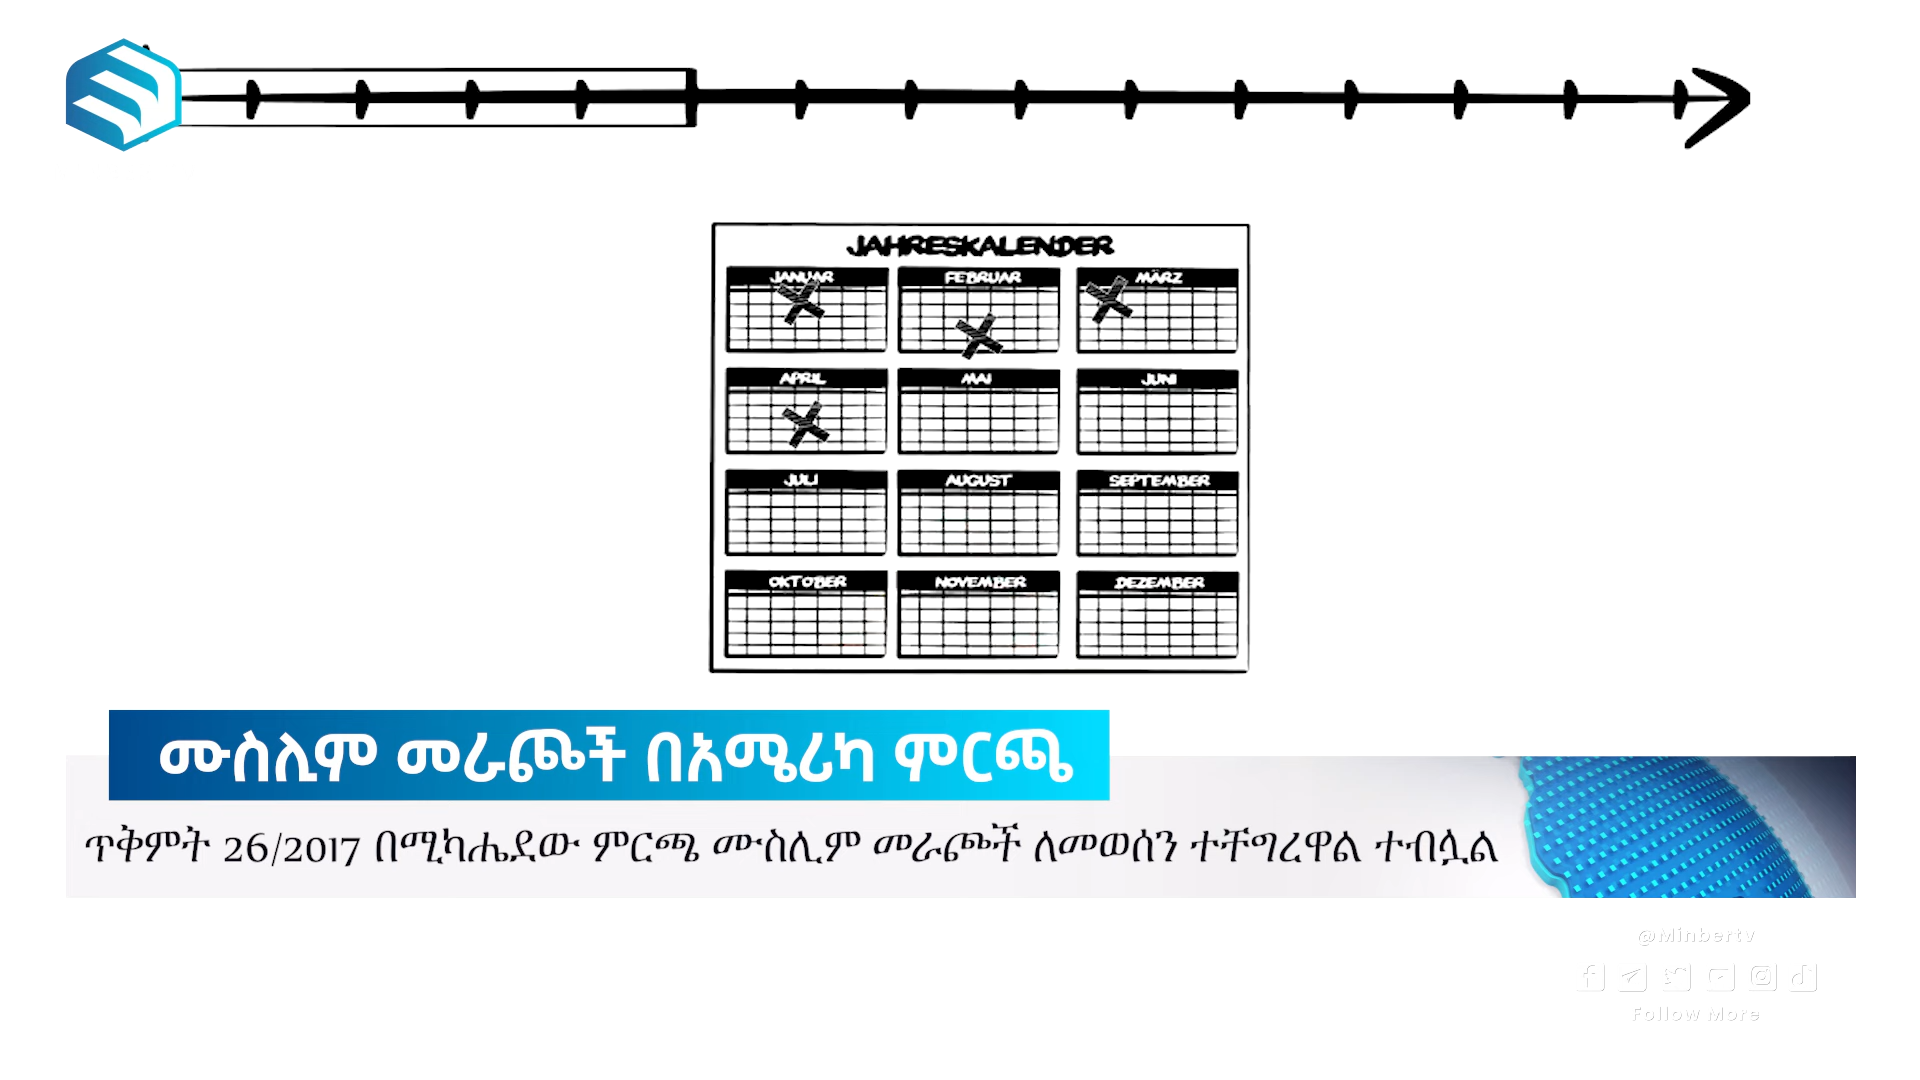 JAHRESKALENDER
JANUAR FEBRUAR MÄRZ
APRIL MAI JUNI
JULI AUGUST SEPTEMBER
OKTOBER NOVEMBER DEZEMBER
ሙስሊም መራጮች በአሜሪካ ምርጫ
ጥቅምት 26/2017 በሚካሔደው ምርጫ ሙስሊም መራጮች ለመወሰን ተቸግረዋል ተብሏል
@Minbertv
Follow More